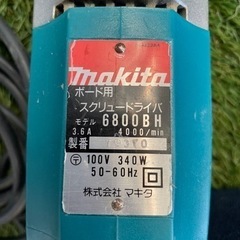 makita
ボード用
スクリュードライバ
モデル 6800BH
3.6A 4000/min
製番
〒 100V 340W
50-60Hz
株式会社 マキタ